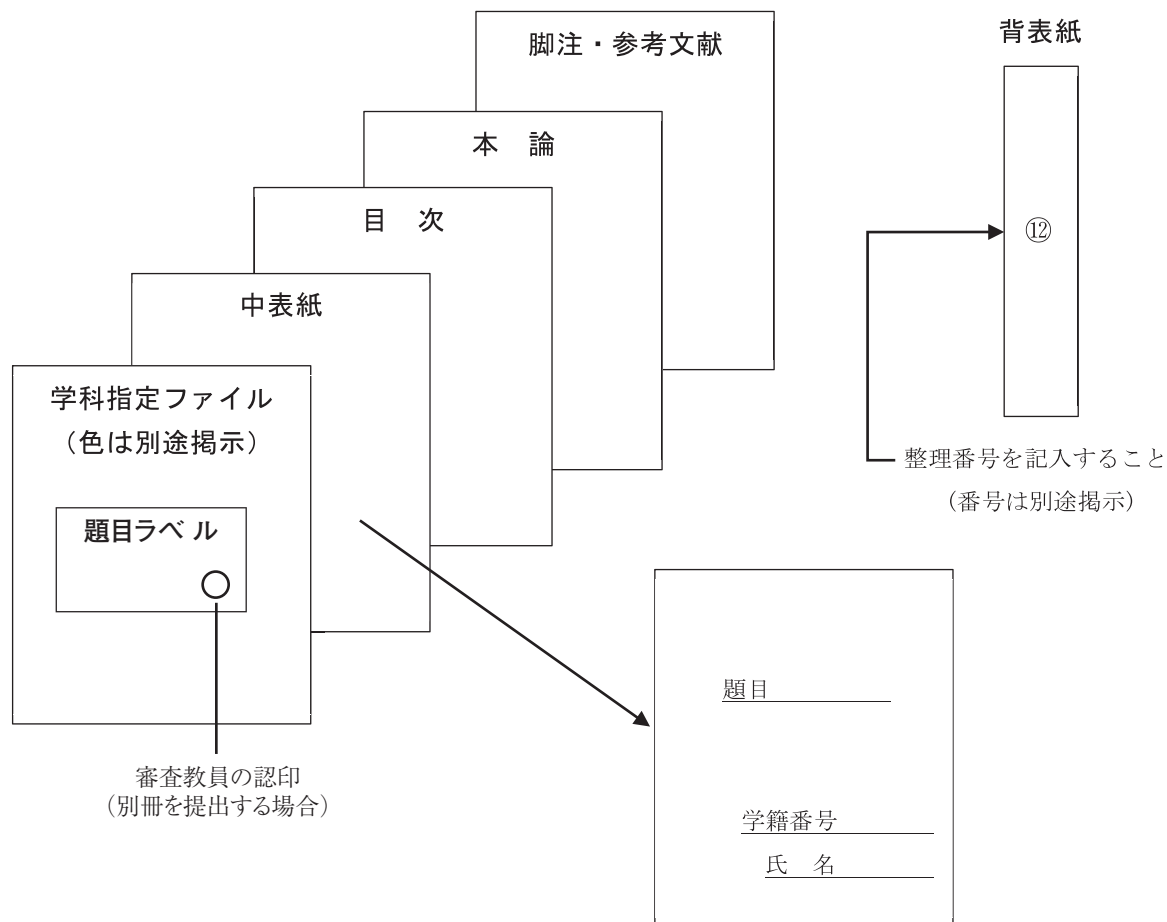 脚注・参考文献
本　論
目　次
中表紙
学科指定ファイル
(色は別途掲示)
題目ラベル
審査教員の認印
(別冊を提出する場合)
背表紙
⑫
整理番号を記入すること
(番号は別途掲示)
題目
学籍番号
氏　名